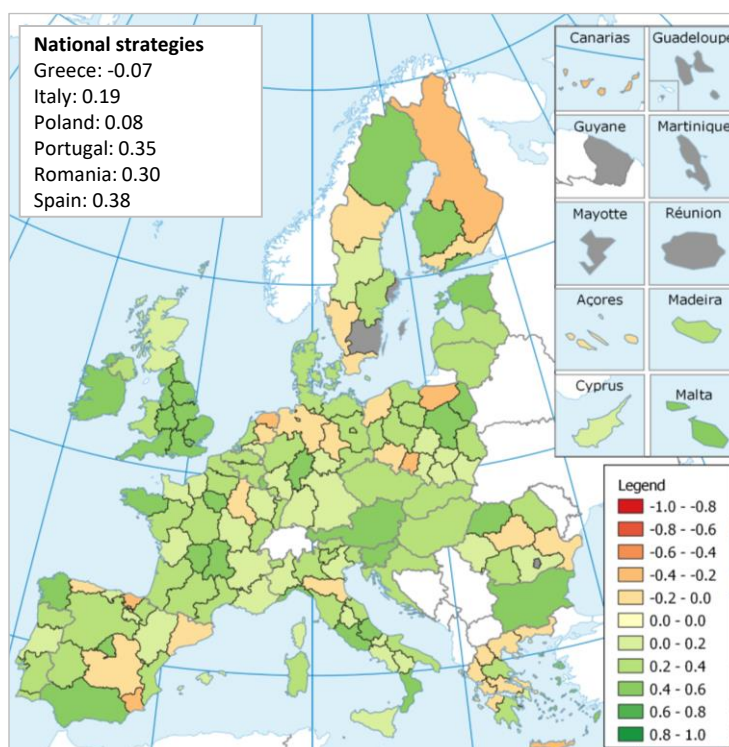 National strategies
Greece: -0.07
Italy: 0.19
Poland: 0.08
Portugal: 0.35
Romania: 0.30
Spain: 0.38
Canarias
Guadeloupe
Guyane
Martinique
Mayotte
Réunion
Açores
Madeira
Cyprus
Malta
Legend
-1.0 - -0.8
-0.8 - -0.6
-0.6 - -0.4
-0.4 - -0.2
-0.2 - 0.0
0.0 - 0.0
0.0 - 0.2
0.2 - 0.4
0.4 - 0.6
0.6 - 0.8
0.8 - 1.0